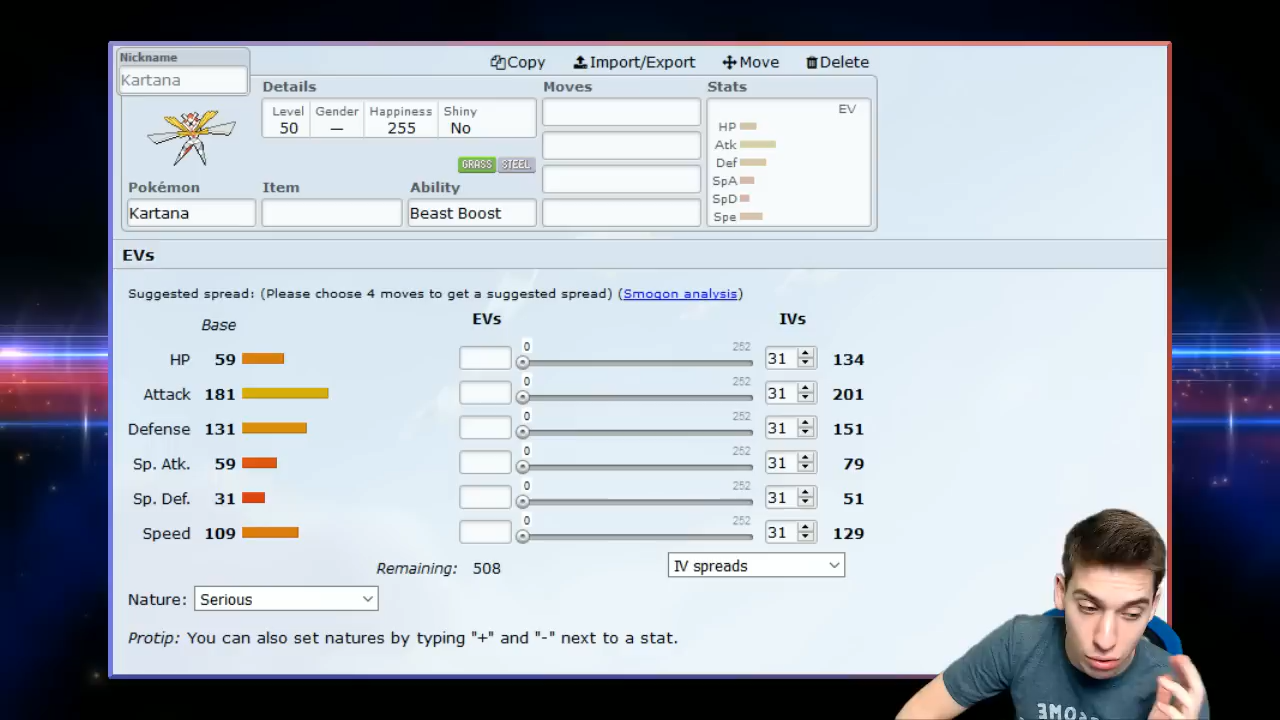 Nickname
Kartana
Copy Import/Export Move Delete
Details
Moves
Stats
Level Gender Happiness Shiny
50 — 255 No
EV
HP
Atk
Def
SpA
SpD
Spe
GRASS STEEL
Pokémon Item Ability
Kartana Beast Boost
EVs
Suggested spread: (Please choose 4 moves to get a suggested spread) (Smogon analysis)
Base EVs IVs
0 252
HP 59 31 134
0 252
Attack 181 31 201
0 252
Defense 131 31 151
0 252
Sp. Atk. 59 31 79
0 252
Sp. Def. 31 31 51
0 252
Speed 109 31 129
Remaining: 508 IV spreads
Nature: Serious
Protip: You can also set natures by typing "+" and "-" next to a stat.